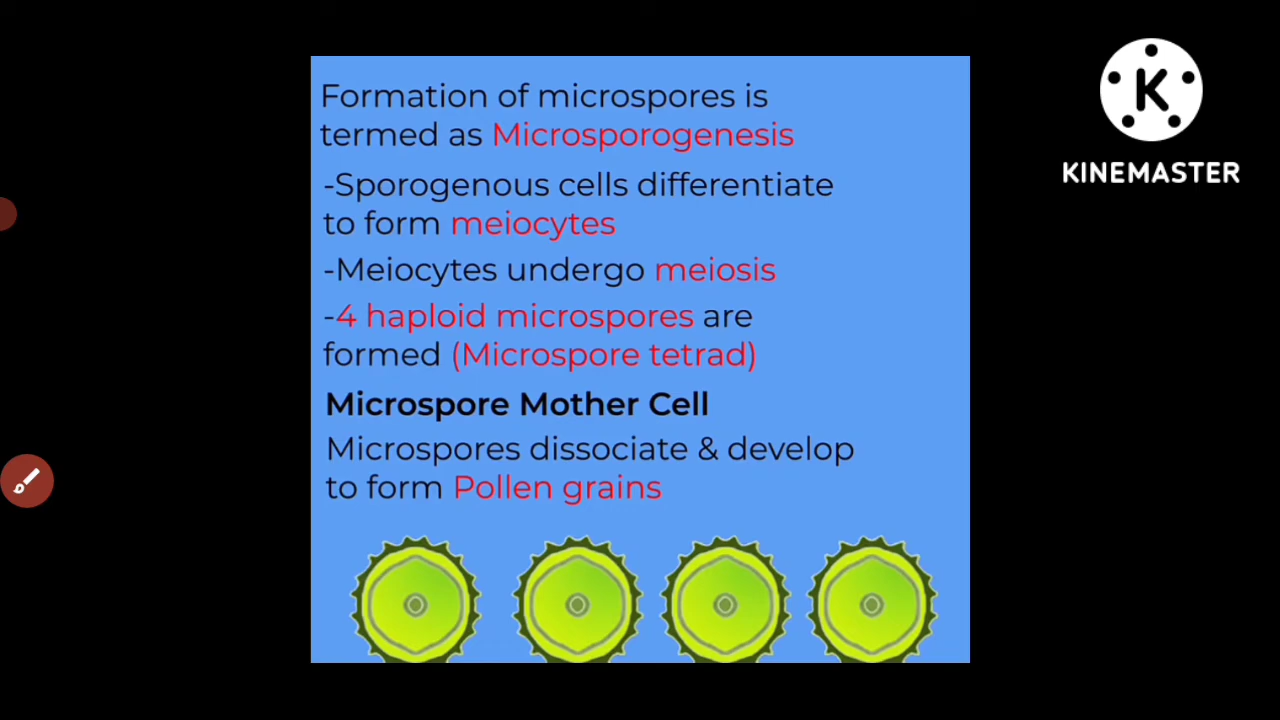 Formation of microspores is
termed as Microsporogenesis
-Sporogenous cells differentiate
to form meiocytes
-Meiocytes undergo meiosis
-4 haploid microspores are
formed (Microspore tetrad)
Microspore Mother Cell
Microspores dissociate & develop
to form Pollen grains
K
KINEMASTER